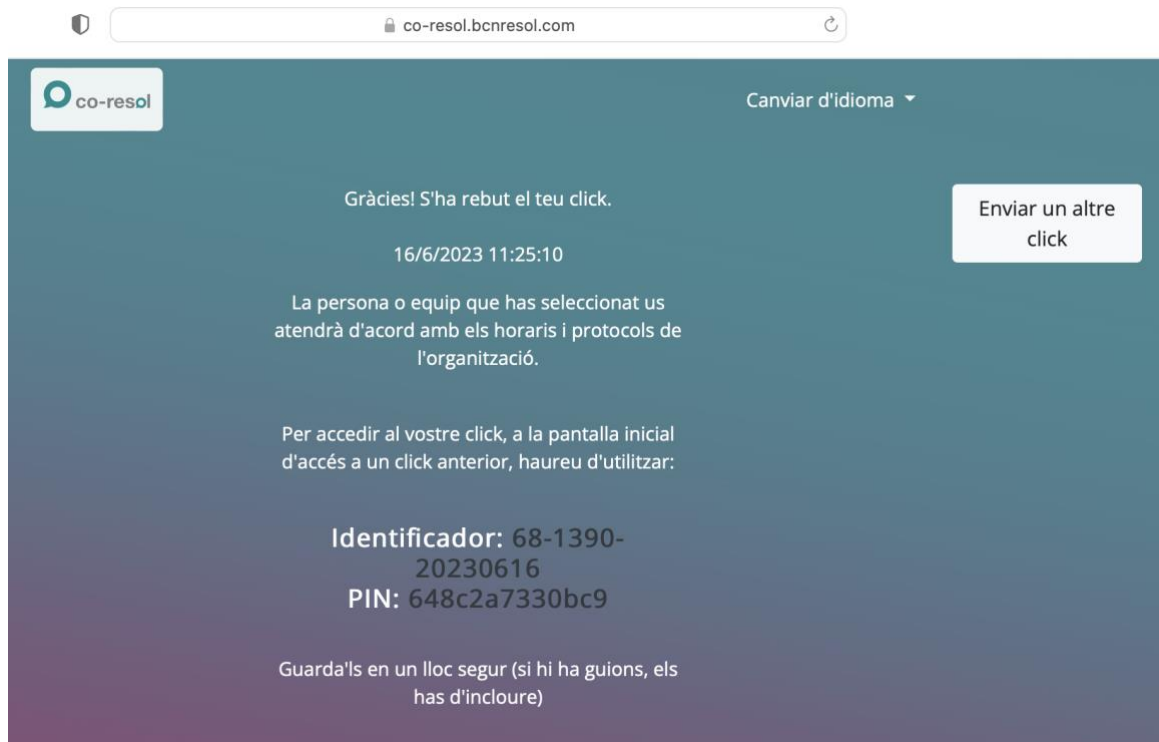 co-resol.bcnresol.com
co-resol
Canviar d'idioma
Gràcies! S'ha rebut el teu click.
Enviar un altre
click
16/6/2023 11:25:10
La persona o equip que has seleccionat us
atendrà d'acord amb els horaris i protocols de
l'organització.
Per accedir al vostre click, a la pantalla inicial
d'accés a un click anterior, haureu d'utilitzar:
Identificador: 68-1390-
20230616
PIN: 648c2a7330bc9
Guarda'ls en un lloc segur (si hi ha guions, els
has d'incloure)